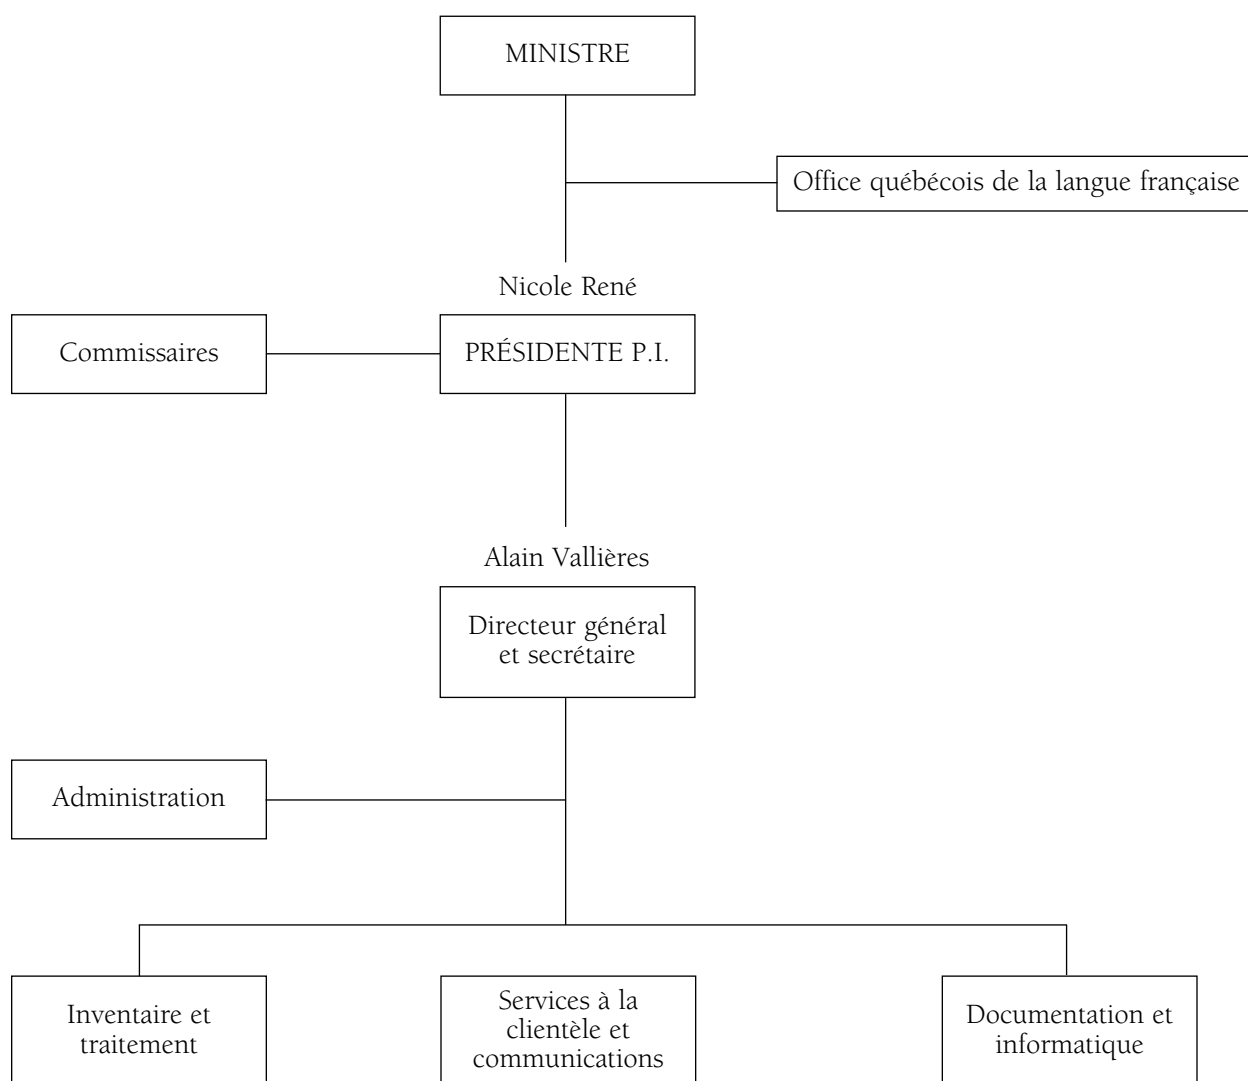 MINISTRE
Office québécois de la langue française
Nicole René
Commissaires
PRÉSIDENTE P.I.
Alain Vallières
Directeur général
et secrétaire
Administration
Inventaire et
traitement
Services à la
clientèle et
communications
Documentation et
informatique